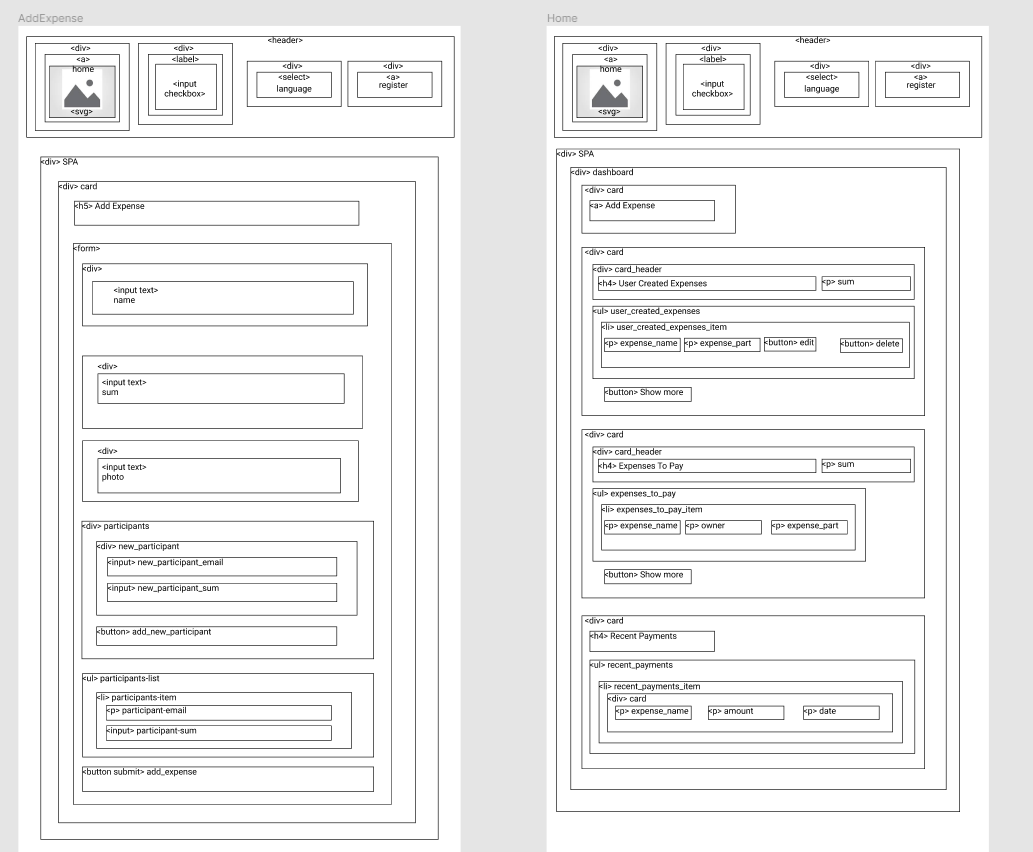 AddExpense
<header>
<div>
<a>
home
<svg>
<div>
<label>
<input
checkbox>
<div>
<select>
language
<div>
<a>
register
<div> SPA
<div> card
<h5> Add Expense
<form>
<div>
<input text>
name
<div>
<input text>
sum
<div>
<input text>
photo
<div> participants
<div> new_participant
<input> new_participant_email
<input> new_participant_sum
<button> add_new_participant
<ul> participants-list
<li> participants-item
<p> participant-email
<input> participant-sum
<button submit> add_expense
Home
<header>
<div>
<a>
home
<svg>
<div>
<label>
<input
checkbox>
<div>
<select>
language
<div>
<a>
register
<div> SPA
<div> dashboard
<div> card
<a> Add Expense
<div> card
<div> card_header
<h4> User Created Expenses
<p> sum
<ul> user_created_expenses
<li> user_created_expenses_item
<p> expense_name
<p> expense_part
<button> edit
<button> delete
<button> Show more
<div> card
<div> card_header
<h4> Expenses To Pay
<p> sum
<ul> expenses_to_pay
<li> expenses_to_pay_item
<p> expense_name
<p> owner
<p> expense_part
<button> Show more
<div> card
<h4> Recent Payments
<ul> recent_payments
<li> recent_payments_item
<div> card
<p> expense_name
<p> amount
<p> date